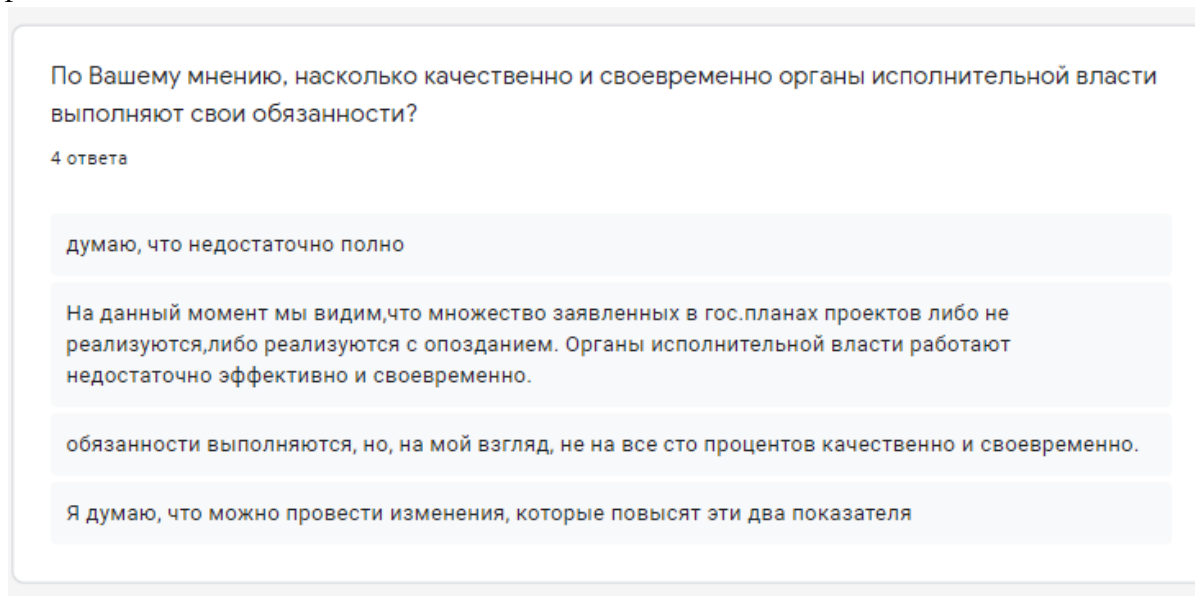 По Вашему мнению, насколько качественно и своевременно органы исполнительной власти
выполняют свои обязанности?
4 ответа
думаю, что недостаточно полно
На данный момент мы видим,что множество заявленных в гос.планах проектов либо не
реализуются,либо реализуются с опозданием. Органы исполнительной власти работают
недостаточно эффективно и своевременно.
обязанности выполняются, но, на мой взгляд, не на все сто процентов качественно и своевременно.
Я думаю, что можно провести изменения, которые повысят эти два показателя